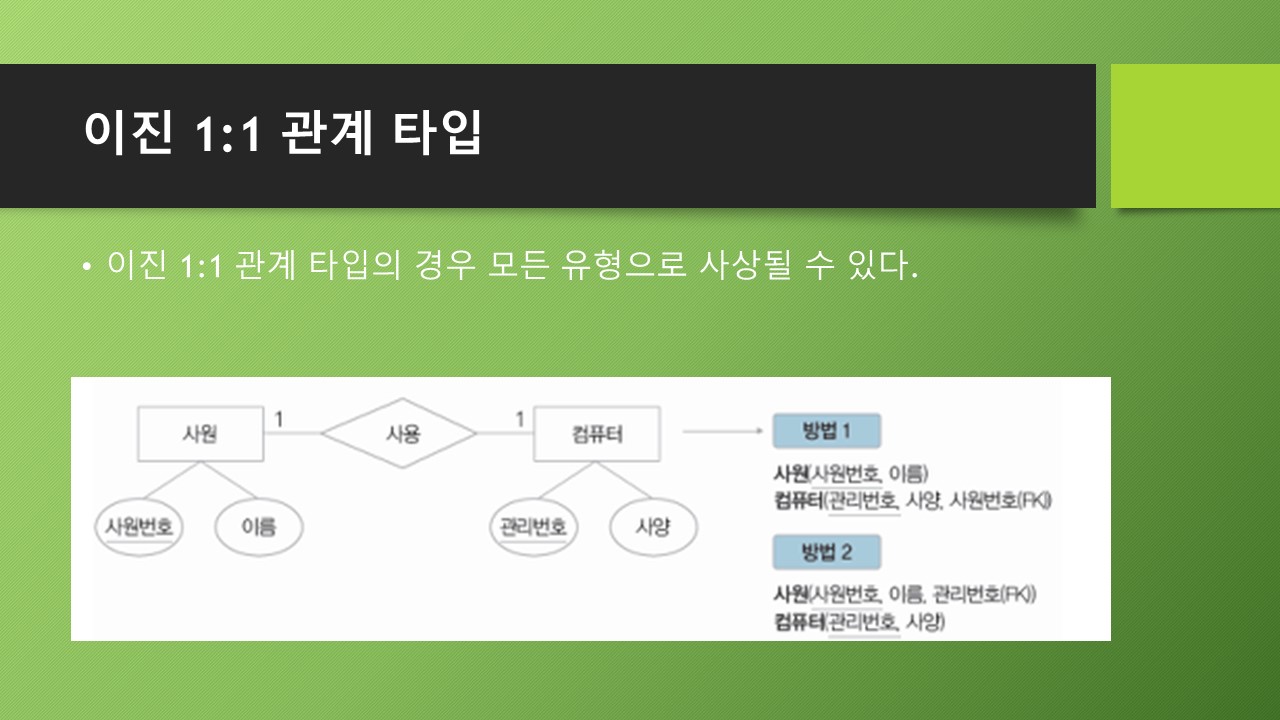 이진 1:1 관계 타입
• 이진 1:1 관계 타입의 경우 모든 유형으로 사상될 수 있다.
사원 1 사용 1 컴퓨터
사원번호 이름 관리번호 사양
방법 1
사원(사원번호, 이름)
컴퓨터(관리번호, 사양, 사원번호(FK))
방법 2
사원(사원번호, 이름, 관리번호(FK))
컴퓨터(관리번호, 사양)